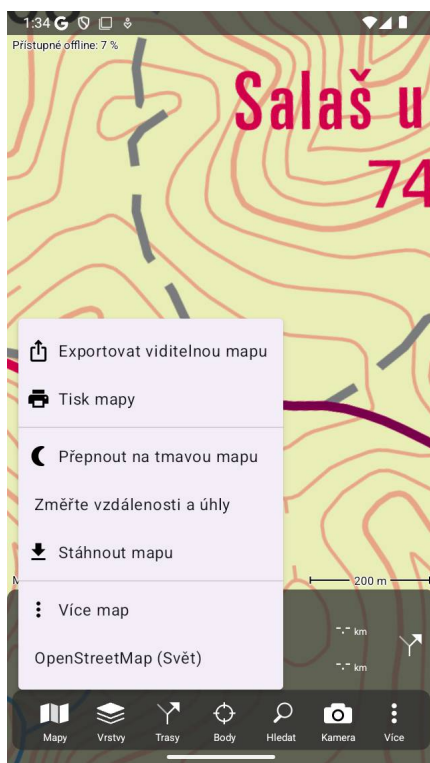 1:34
Přístupné offline: 7 %
Salaš u
74
Exportovat viditelnou mapu
Tisk mapy
Přepnout na tmavou mapu
Změřte vzdálenosti a úhly
Stáhnout mapu
200 m
Více map
OpenStreetMap (Svět)
-.- km
-.- km
Mapy
Vrstvy
Trasy
Body
Hledat
Kamera
Více